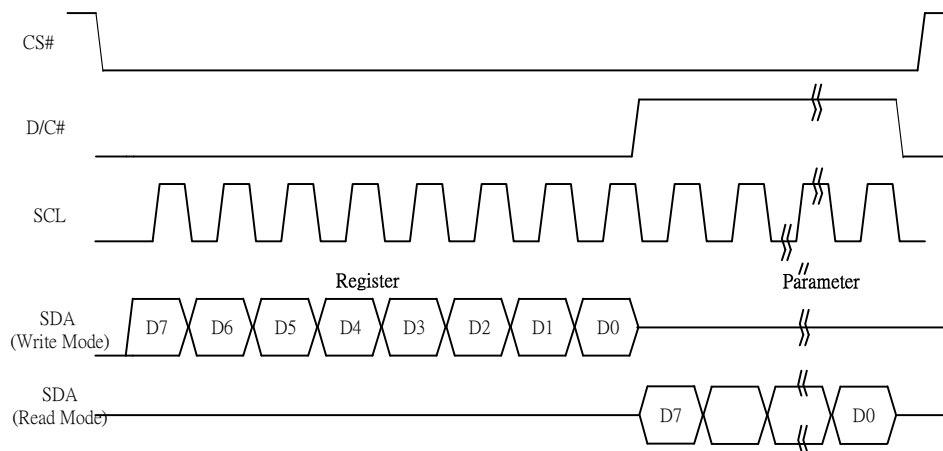 CS#
D/C#
SCL
Register Parameter
SDA
(Write Mode)
D7 D6 D5 D4 D3 D2 D1 D0
SDA
(Read Mode)
D7 D0